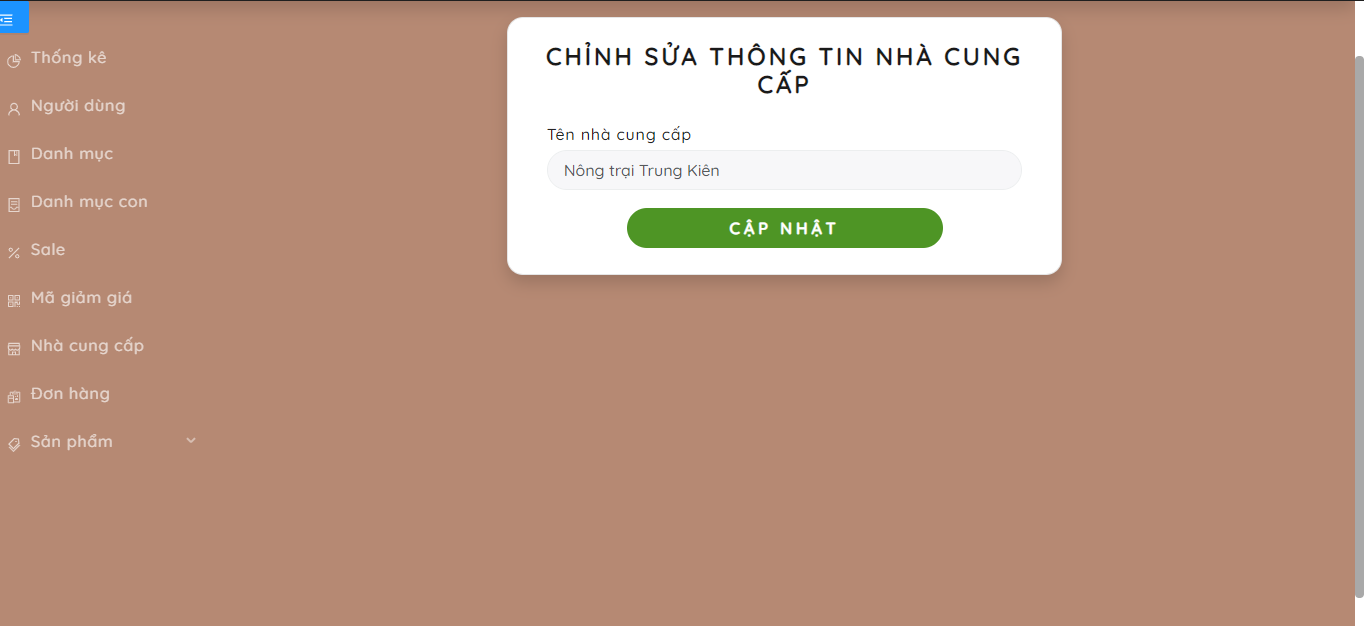 Thống kê
Người dùng
Danh mục
Danh mục con
Sale
Mã giảm giá
Nhà cung cấp
Đơn hàng
Sản phẩm
CHỈNH SỬA THÔNG TIN NHÀ CUNG
CẤP
Tên nhà cung cấp
Nông trại Trung Kiên
CẬP NHẬT